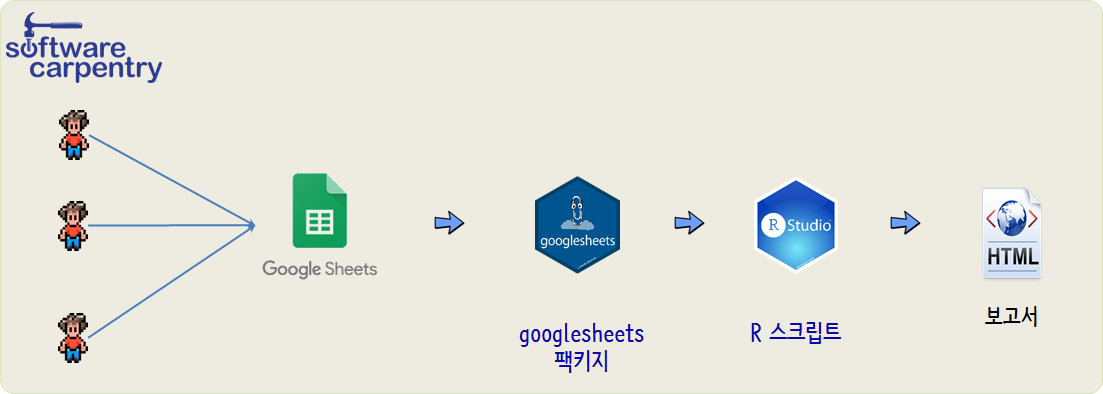 software
carpentry
Google Sheets
googlesheets
R Studio
HTML
googlesheets
팩키지
R 스크립트
보고서